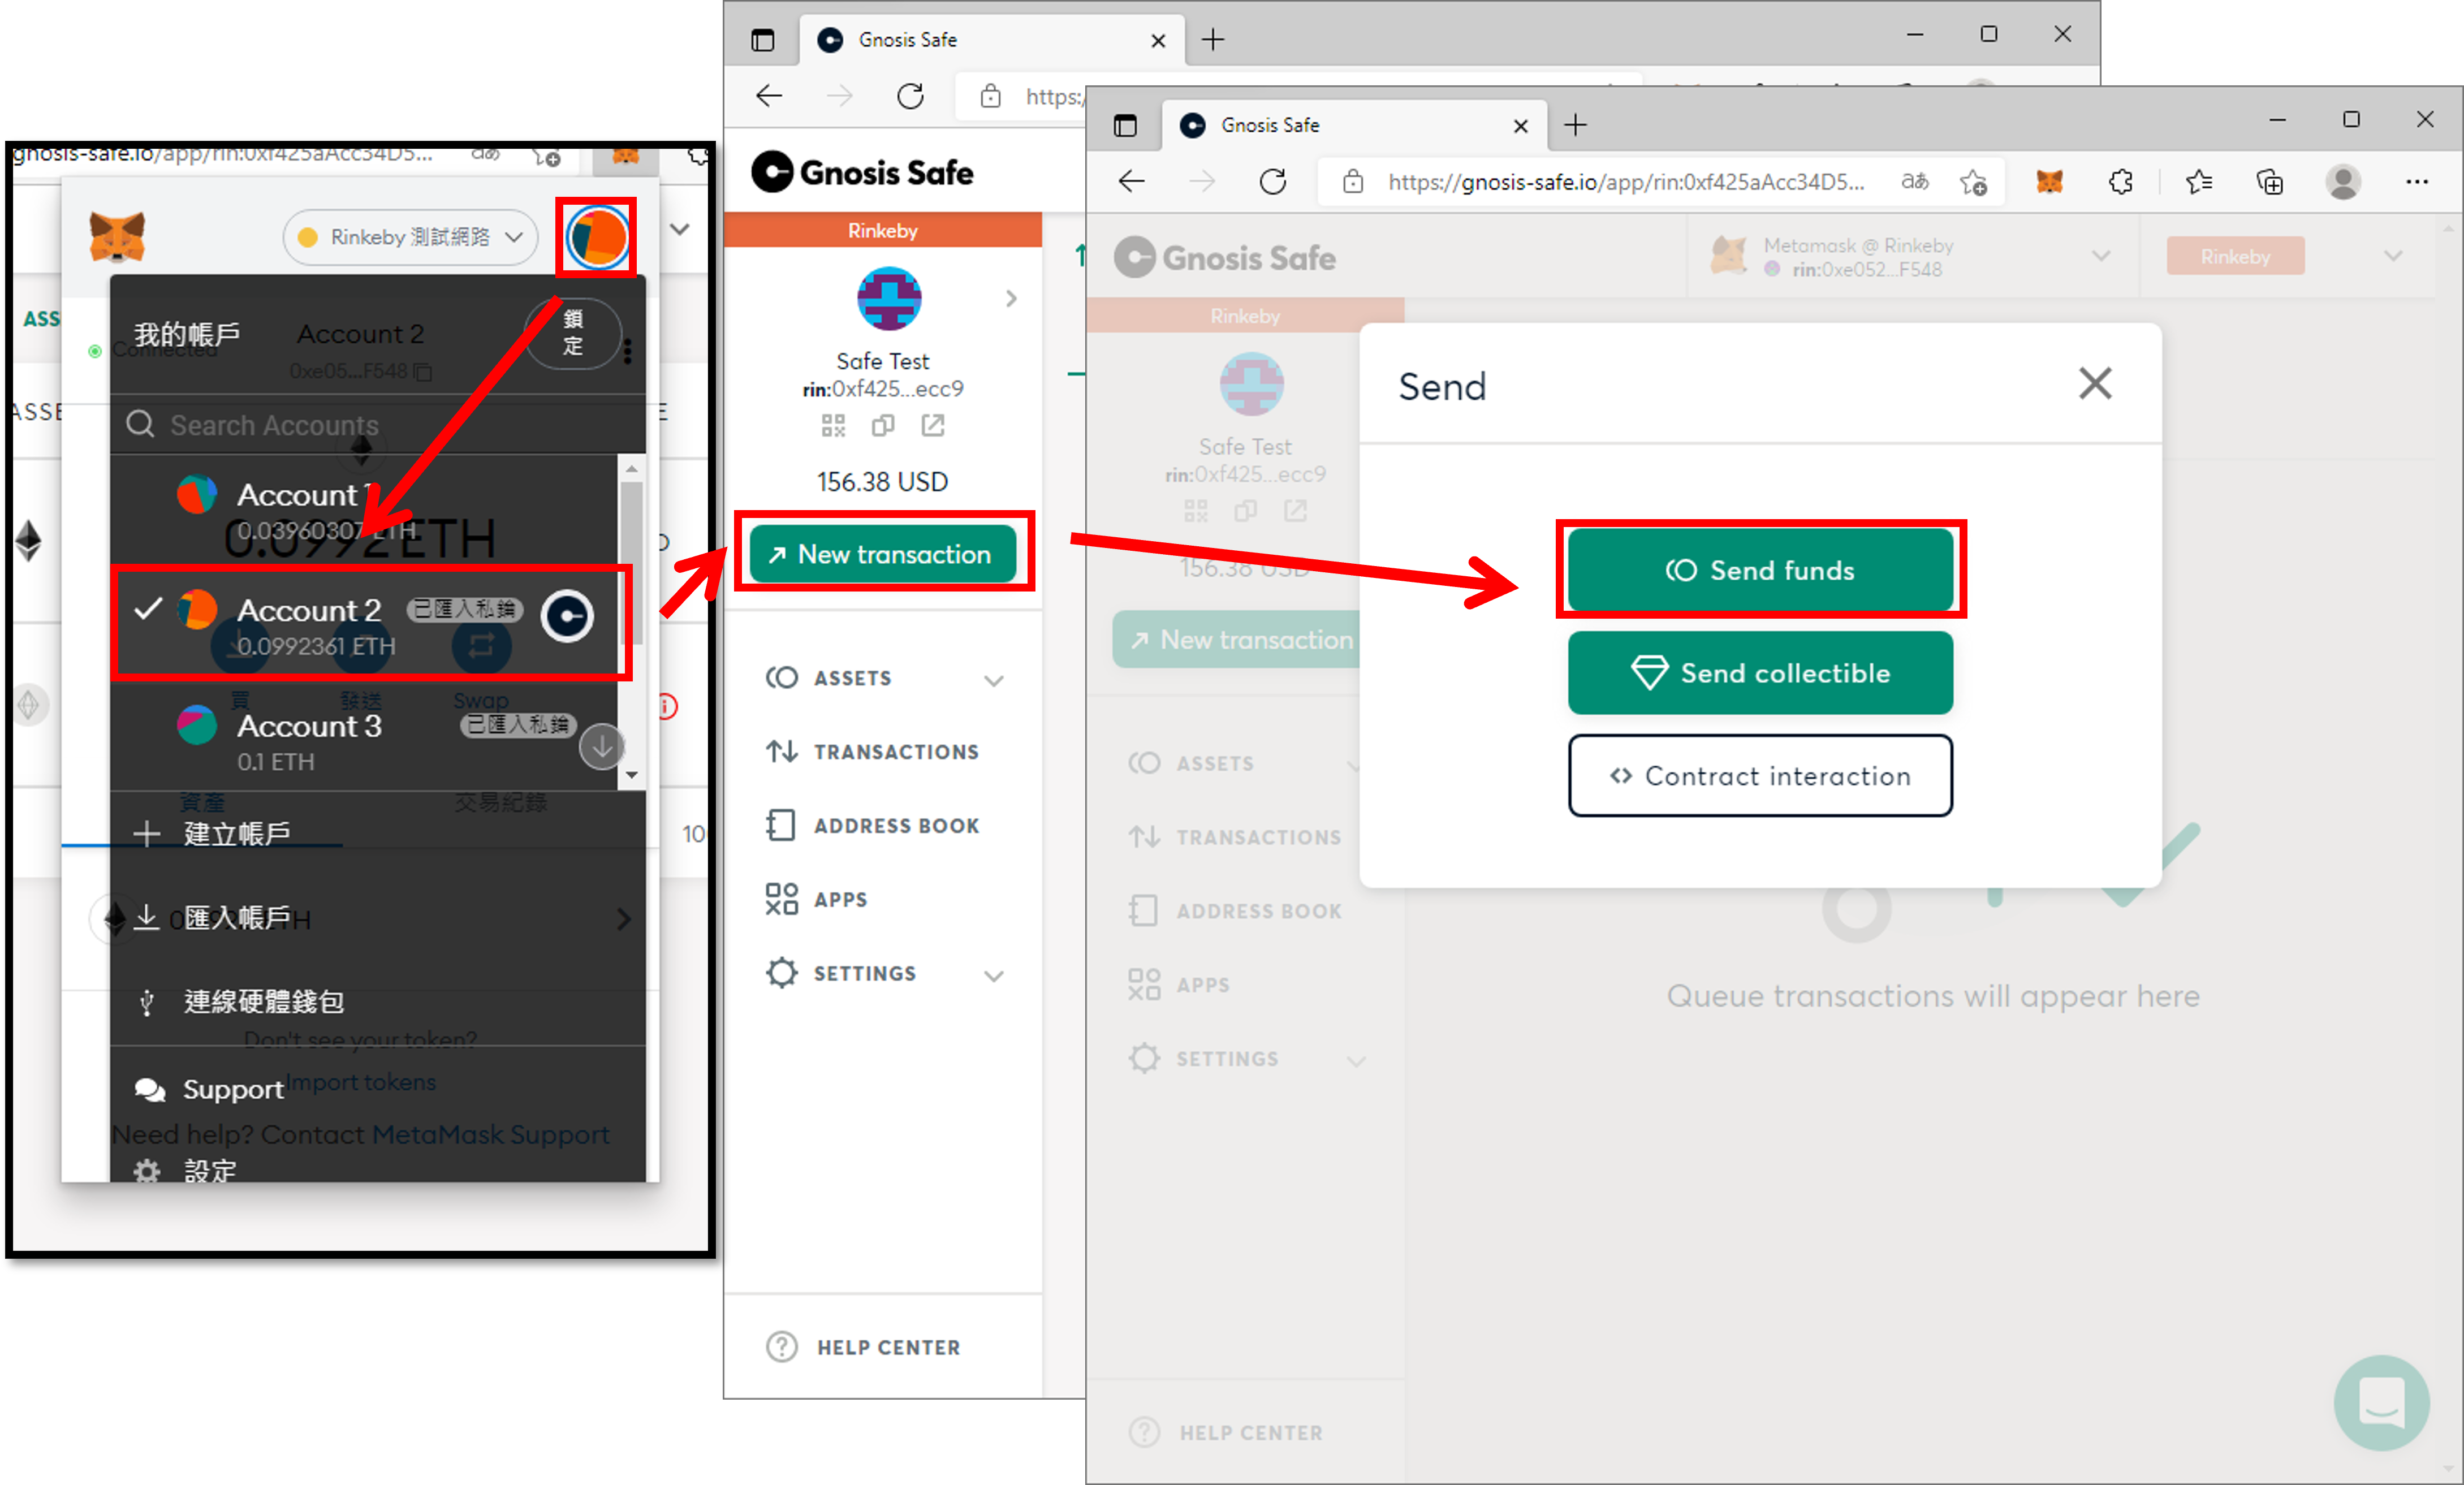 gnosis-safe.io/app/rin:0xf425aAcc34D5...
Rinkeby 測試網路
ASS
我的帳戶
Account 2
鎖定
Connected
0xe05...F548
ASSE
E
Search Accounts
Account 1
0.03960307 ETH
0.0992 ETH
Account 2
已匯入私鑰
0.0992361 ETH
買
發送
Swap
Account 3
已匯入私鑰
0.1 ETH
資產
交易紀錄
建立帳戶
10
匯入帳戶
連線硬體錢包
Don't see your token?
Support
Import tokens
Need help? Contact MetaMask Support
設定
Gnosis Safe
https:/
Gnosis Safe
Rinkeby
Safe Test
rin:0xf425...ecc9
156.38 USD
New transaction
ASSETS
TRANSACTIONS
ADDRESS BOOK
APPS
SETTINGS
HELP CENTER
Gnosis Safe
https://gnosis-safe.io/app/rin:0xf425aAcc34D5...
Gnosis Safe
Metamask @ Rinkeby
rin:0xe052...F548
Rinkeby
Rinkeby
Safe Test
rin:0xf425...ecc9
156.38 USD
New transaction
ASSETS
TRANSACTIONS
ADDRESS BOOK
APPS
SETTINGS
HELP CENTER
Send
Send funds
Send collectible
Contract interaction
Queue transactions will appear here